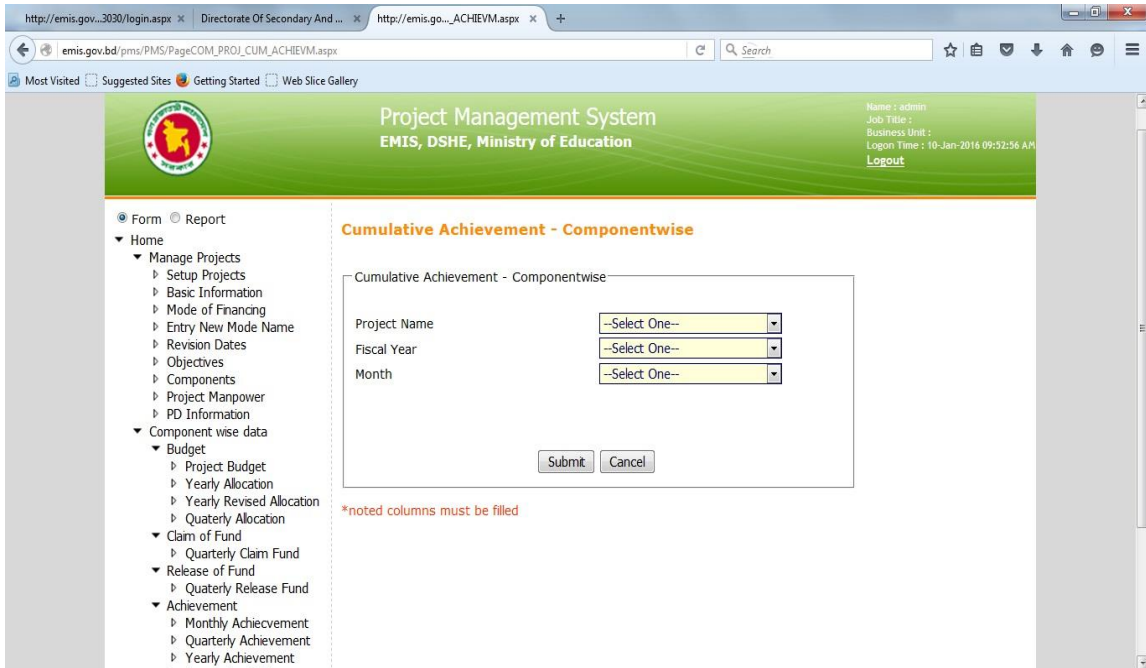 http://emis.gov...3030/login.aspx × Directorate Of Secondary And ... × http://emis.go..._ACHIEVM.aspx × +
emis.gov.bd/pms/PMS/PageCOM_PROJ_CUM_ACHIEVM.aspx Search
Most Visited Suggested Sites Getting Started Web Slice Gallery
Project Management System
EMIS, DSHE, Ministry of Education
Name : admin
Job Title :
Business Unit :
Logon Time : 10-Jan-2016 09:52:56 AM
Logout
Form Report
Home
Manage Projects
Setup Projects
Basic Information
Mode of Financing
Entry New Mode Name
Revision Dates
Objectives
Components
Project Manpower
PD Information
Component wise data
Budget
Project Budget
Yearly Allocation
Yearly Revised Allocation
Quaterly Allocation
Claim of Fund
Quarterly Claim Fund
Release of Fund
Quaterly Release Fund
Achievement
Monthly Achiecvement
Quarterly Achievement
Yearly Achievement
Cumulative Achievement - Componentwise
Cumulative Achievement - Componentwise
Project Name --Select One--
Fiscal Year --Select One--
Month --Select One--
Submit Cancel
*noted columns must be filled